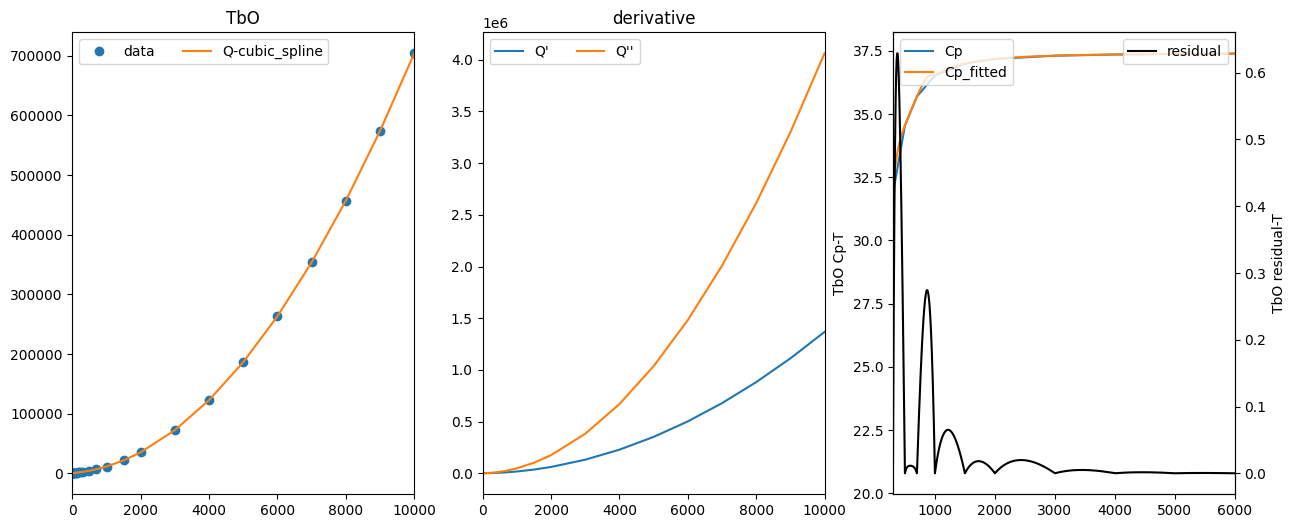 TbO
data
Q-cubic_spline
700000
600000
500000
400000
300000
200000
100000
0
0 2000 4000 6000 8000 10000
derivative
1e6
Q'
Q''
4.0
3.5
3.0
2.5
2.0
1.5
1.0
0.5
0.0
0 2000 4000 6000 8000 10000
Cp
Cp_fitted
residual
TbO Cp-T
37.5
35.0
32.5
30.0
27.5
25.0
22.5
20.0
1000 2000 3000 4000 5000 6000
0.6
0.5
0.4
0.3
0.2
0.1
0.0
TbO residual-T